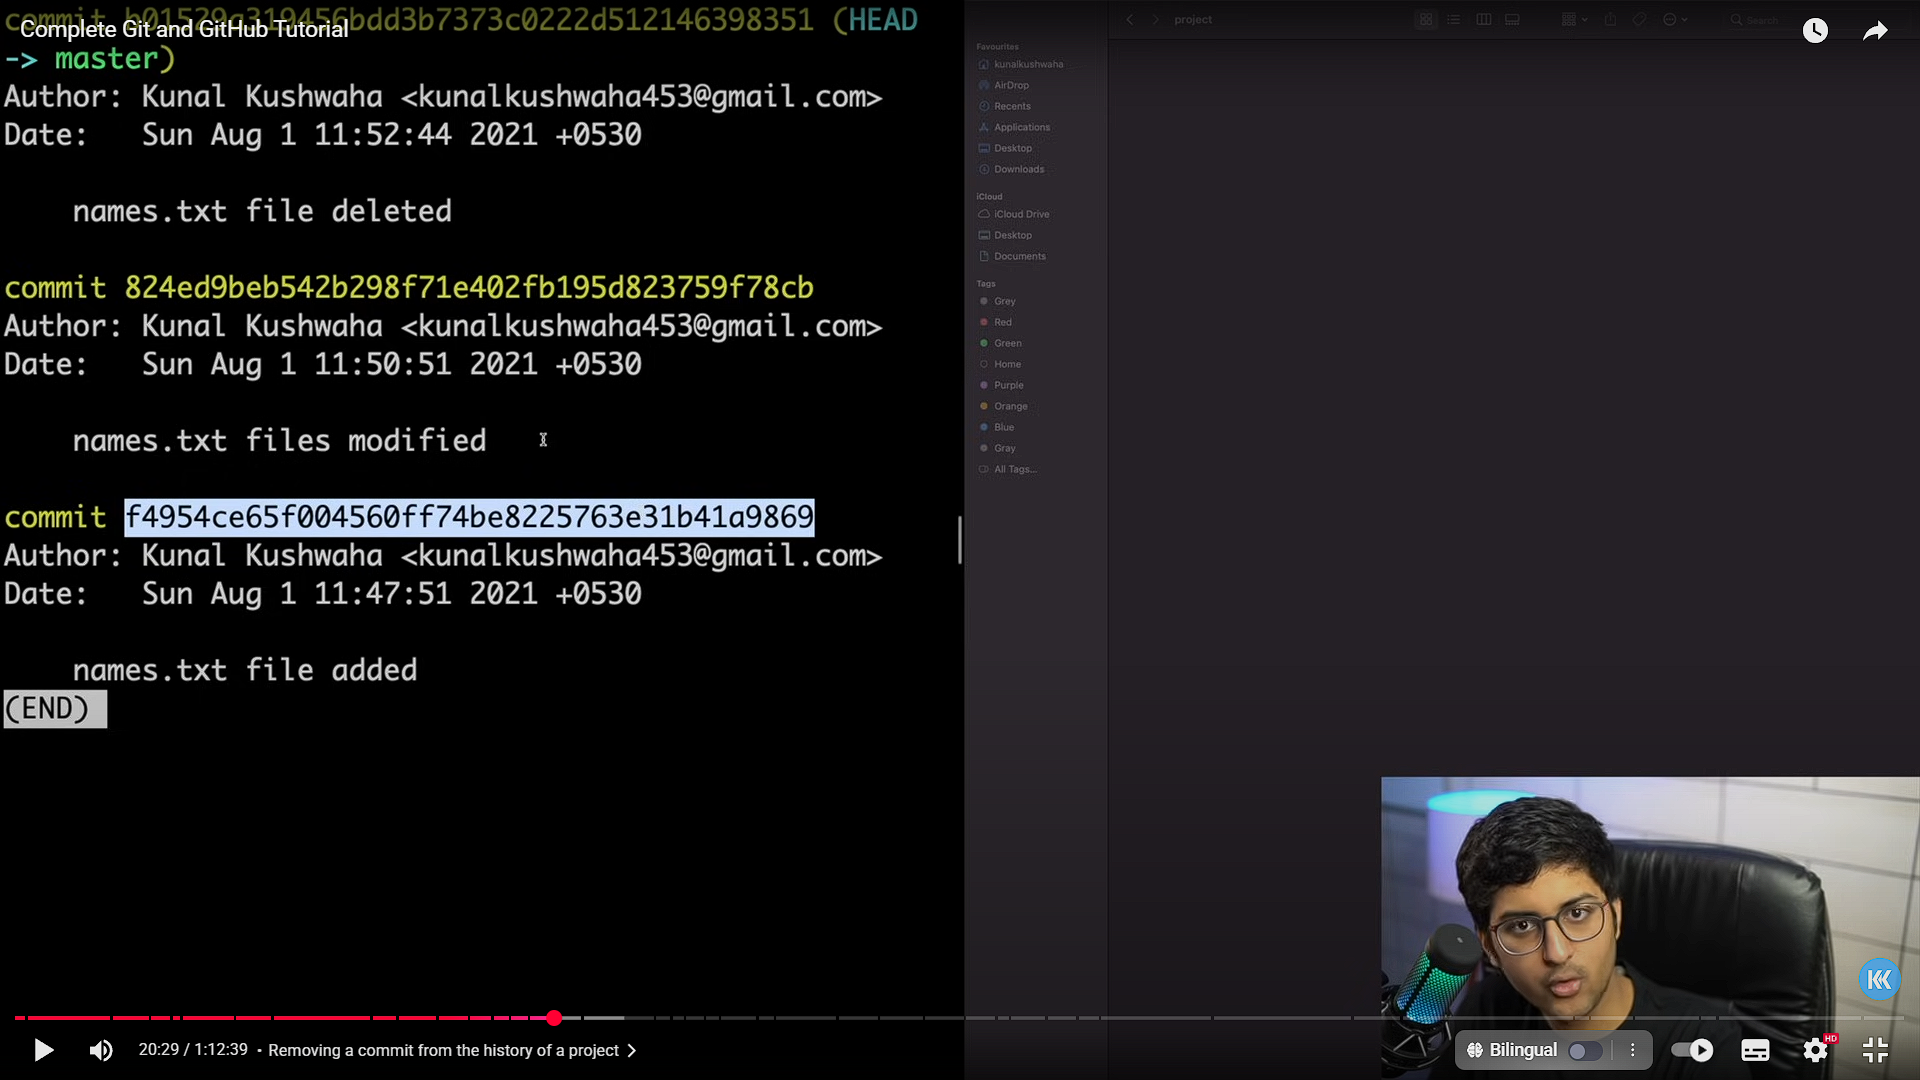 commit b01529a319456bdd3b7373c0222d512146398351 (HEAD
Complete Git and GitHub Tutorial
-> master)
Author: Kunal Kushwaha <kunalkushwaha453@gmail.com>
Date:   Sun Aug 1 11:52:44 2021 +0530
names.txt file deleted
commit 824ed9beb542b298f71e402fb195d823759f78cb
Author: Kunal Kushwaha <kunalkushwaha453@gmail.com>
Date:   Sun Aug 1 11:50:51 2021 +0530
names.txt files modified
commit f4954ce65f004560ff74be8225763e31b41a9869
Author: Kunal Kushwaha <kunalkushwaha453@gmail.com>
Date:   Sun Aug 1 11:47:51 2021 +0530
names.txt file added
(END)
project
Search
Favourites
kunalkushwaha
AirDrop
Recents
Applications
Desktop
Downloads
iCloud
iCloud Drive
Desktop
Documents
Tags
Grey
Red
Green
Home
Purple
Orange
Blue
Gray
All Tags...
KK
20:29 / 1:12:39 • Removing a commit from the history of a project
Bilingual
HD